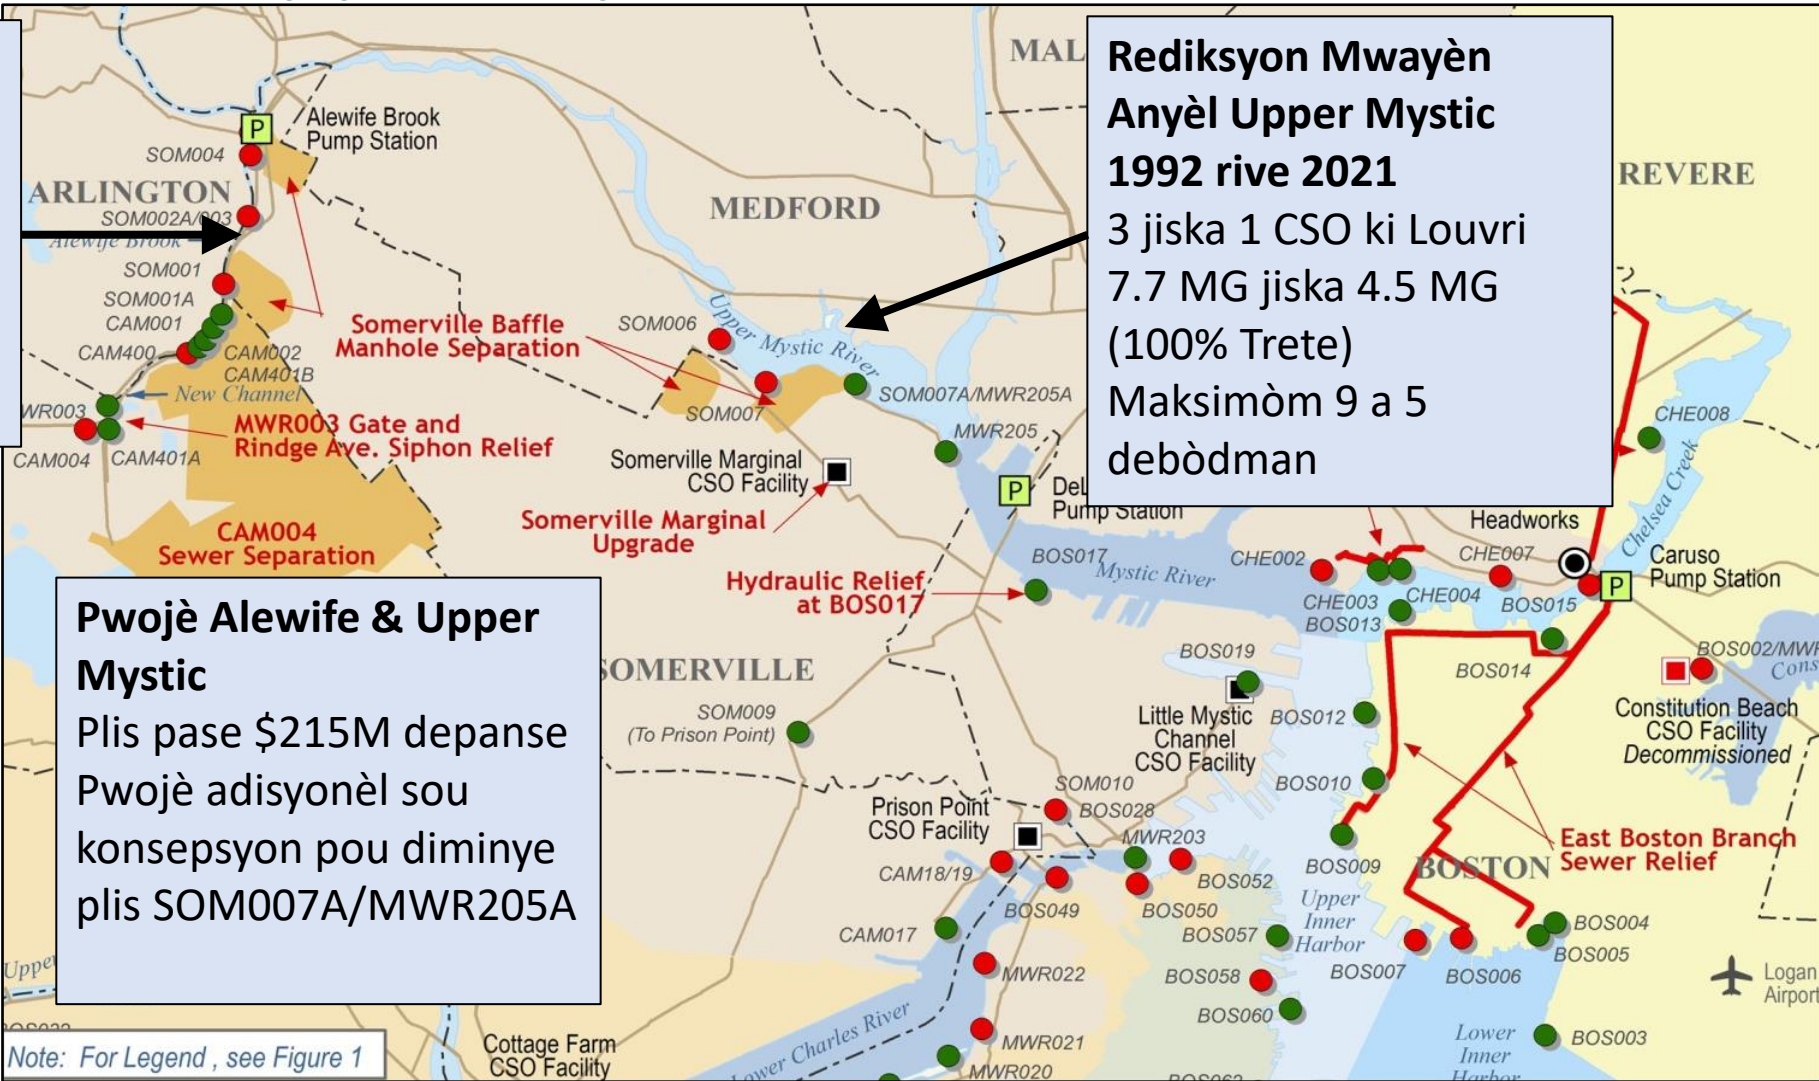 MAL
Rediksyon Mwayèn
Anyèl Upper Mystic
1992 rive 2021
3 jiska 1 CSO ki Louvri
7.7 MG jiska 4.5 MG
(100% Trete)
Maksimòm 9 a 5
debòdman
REVERE
Alewife Brook
Pump Station
P
SOM004
ARLINGTON
SOM002A/003
Alewife Brook
MEDFORD
SOM001
SOM001A
CAM001
CAM400
CAM002
CAM401B
New Channel
WR003
CAM004
CAM401A
MWR003 Gate and
Rindge Ave. Siphon Relief
Somerville Baffle
Manhole Separation
SOM006
Upper Mystic River
SOM007
SOM007A/MWR205A
MWR205
Somerville Marginal
CSO Facility
Somerville Marginal
Upgrade
CAM004
Sewer Separation
P
DeL
Pump Station
CHE008
Chelsea Creek
Headworks
CHE007
Caruso
Pump Station
P
BOS017
Mystic River
CHE002
Hydraulic Relief
at BOS017
CHE003
CHE004
BOS013
BOS015
BOS014
BOS002/MWR
Cons
Constitution Beach
CSO Facility
Decommissioned
Pwojè Alewife & Upper
Mystic
Plis pase $215M depanse
Pwojè adisyonèl sou
konsepsyon pou diminye
plis SOM007A/MWR205A
SOMERVILLE
SOM009
(To Prison Point)
BOS019
Little Mystic
Channel
CSO Facility
BOS012
BOS010
SOM010
BOS028
Prison Point
CSO Facility
MWR203
CAM18/19
BOS049
BOS052
BOS050
BOS009
BOSTON
East Boston Branch
Sewer Relief
Upper
Inner
Harbor
CAM017
BOS057
BOS058
BOS060
BOS007
BOS006
BOS004
BOS005
Logan
Airport
MWR022
MWR021
MWR020
Lower Charles River
Lower
Inner
Harbor
BOS003
Upper
Note: For Legend , see Figure 1
Cottage Farm
CSO Facility